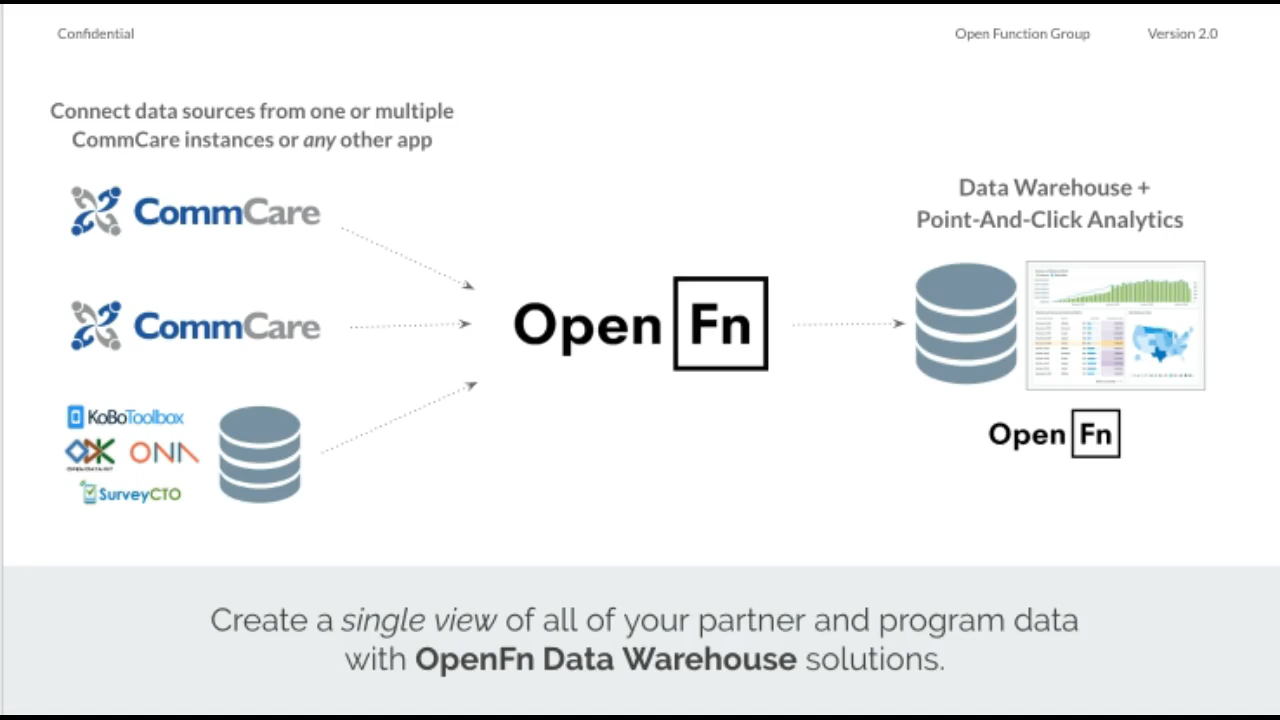 Confidential
Open Function Group
Version 2.0
Connect data sources from one or multiple
CommCare instances or any other app
CommCare
CommCare
KoBoToolbox
ONA
SurveyCTO
Open Fn
Data Warehouse +
Point-And-Click Analytics
Open Fn
Create a single view of all of your partner and program data
with OpenFn Data Warehouse solutions.